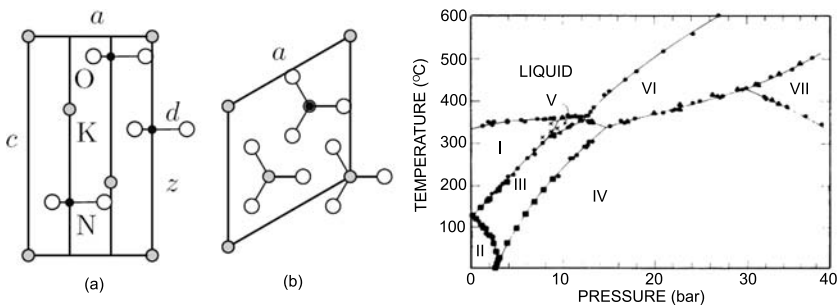 a
O
K
d
c
z
N
(a)
a
(b)
TEMPERATURE (°C)
600
500
400
300
200
100
LIQUID
V
VI
VII
I
III
IV
II
0
10
20
30
40
PRESSURE (bar)